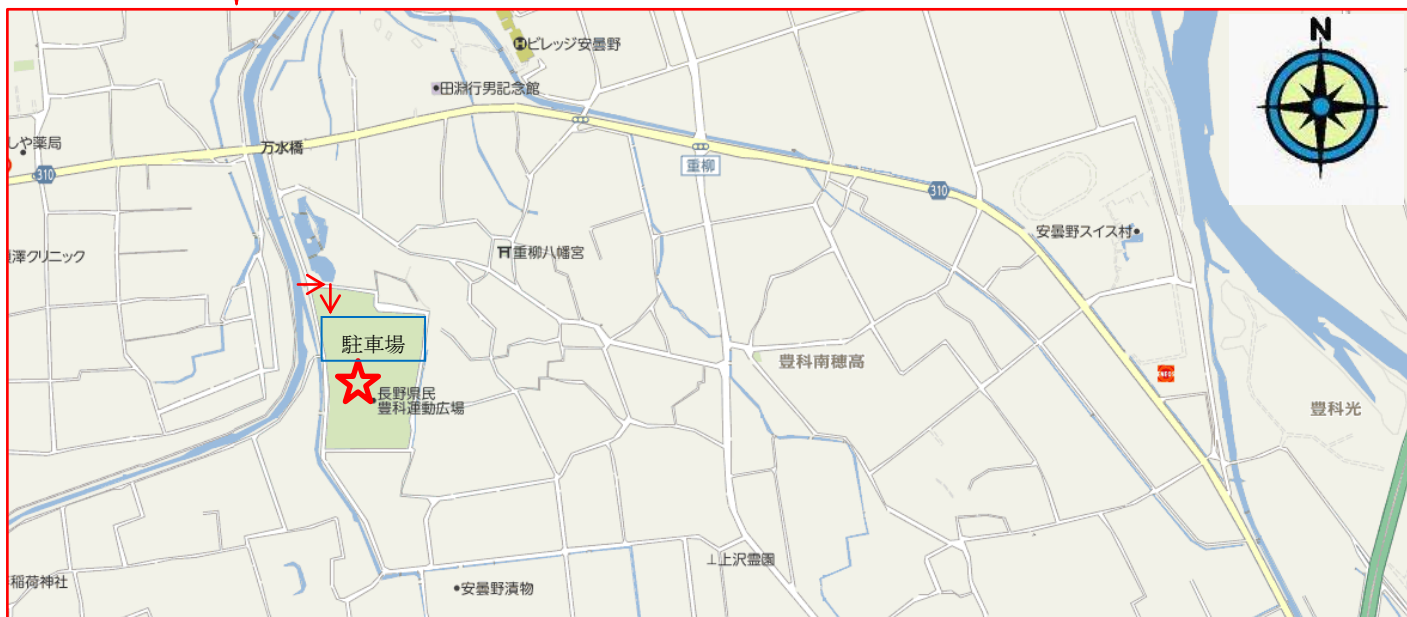 N
ビレッジ安曇野
田淵行男記念館
しや薬局
万水橋
310
重柳
310
安曇野スイス村
重柳八幡宮
澤クリニック
駐車場
豊科南穂高
長野県民
豊科運動広場
豊科光
上沢霊園
稲荷神社
安曇野漬物